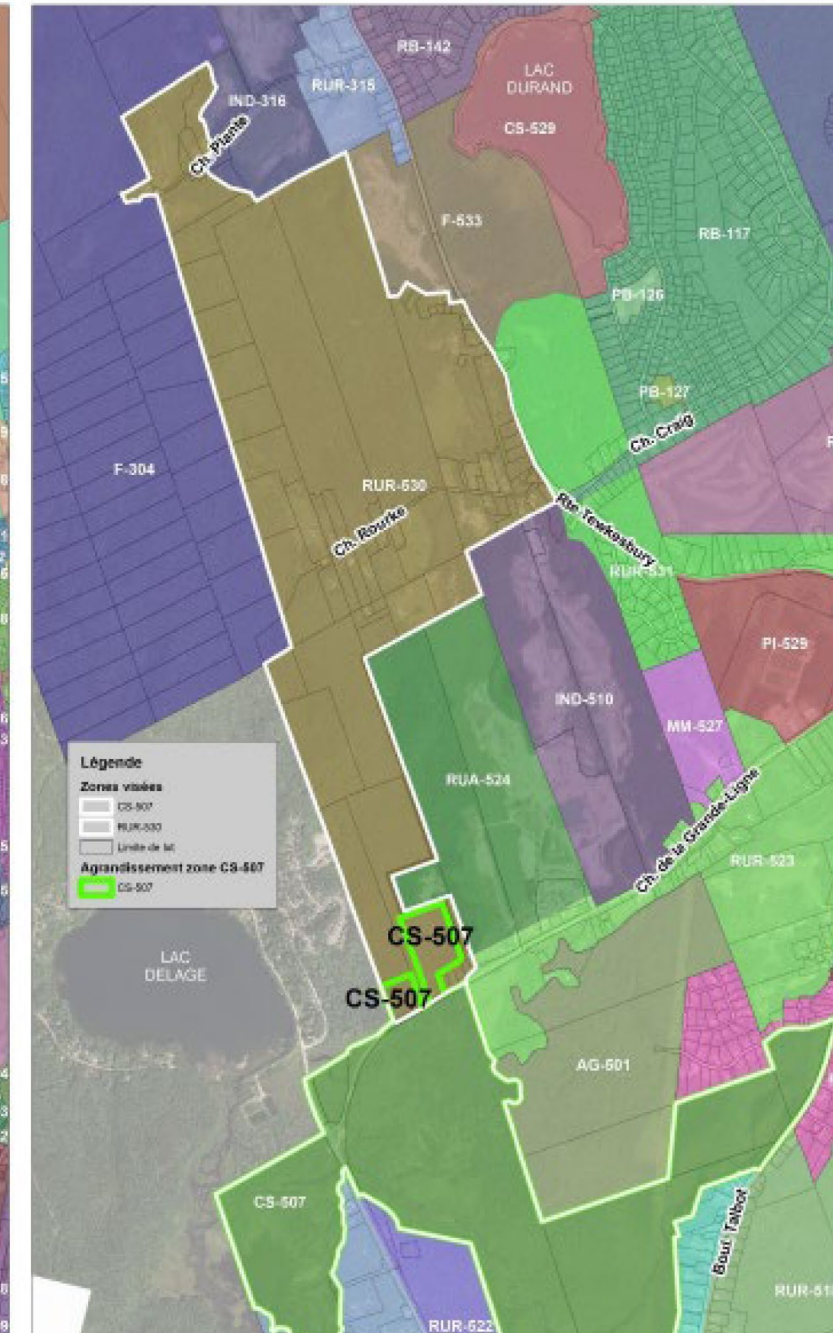 RB-142
LAC
DURAND
RUR-315
IND-316
CS-529
Ch. Plante
F-533
RB-117
PB-126
PB-127
Ch. Craig
F-304
RUR-530
Rte Tewkesbury
Ch. Rourke
RUR-531
PI-529
IND-510
MM-527
Légende
Zones visées
CS-507
RUR-530
Limite de lot
Agrandissement zone CS-507
CS-507
RUA-524
Ch. de la Grande-Ligne
RUR-523
CS-507
LAC
DELAGE
CS-507
AG-501
CS-507
Boul. Talbot
RUR-522